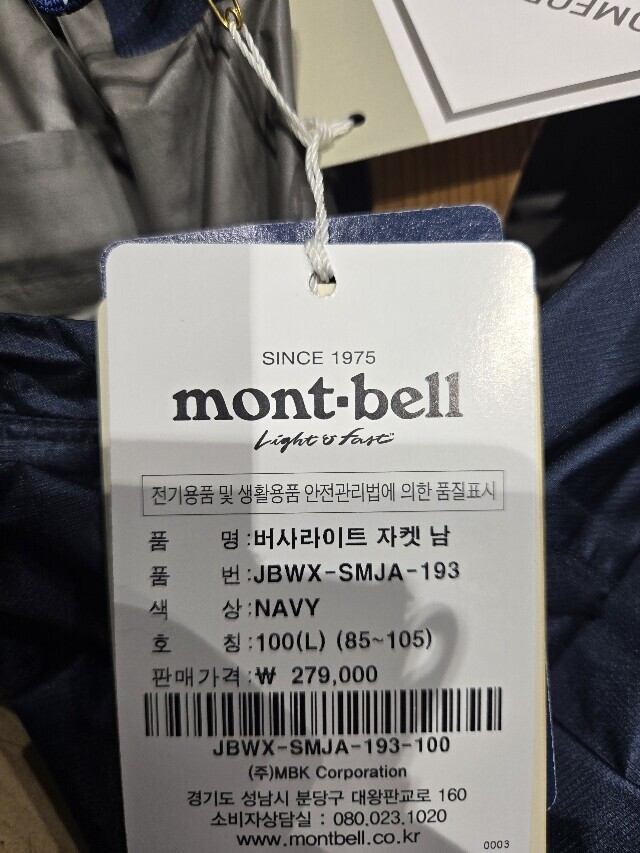 SINCE 1975
mont-bell
Light & Fast
전기용품 및 생활용품 안전관리법에 의한 품질표시
품 명:버사라이트 자켓 남
품 번:JBWX-SMJA-193
색 상:NAVY
호 칭:100(L) (85~105)
판매가격:₩ 279,000
JBWX-SMJA-193-100
(주)MBK Corporation
경기도 성남시 분당구 대왕판교로 160
소비자상담실 : 080.023.1020
www.montbell.co.kr
0003